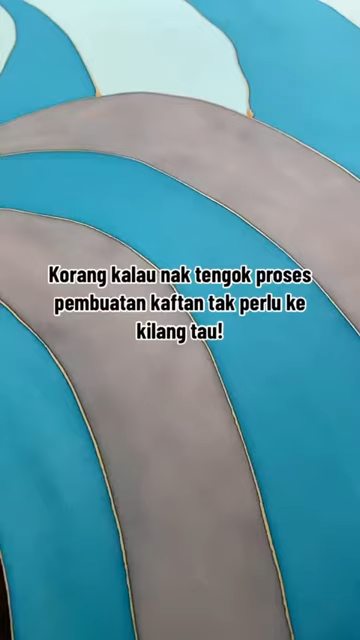 Korang kalau nak tengok proses
pembuatan kaftan tak perlu ke
kilang tau!